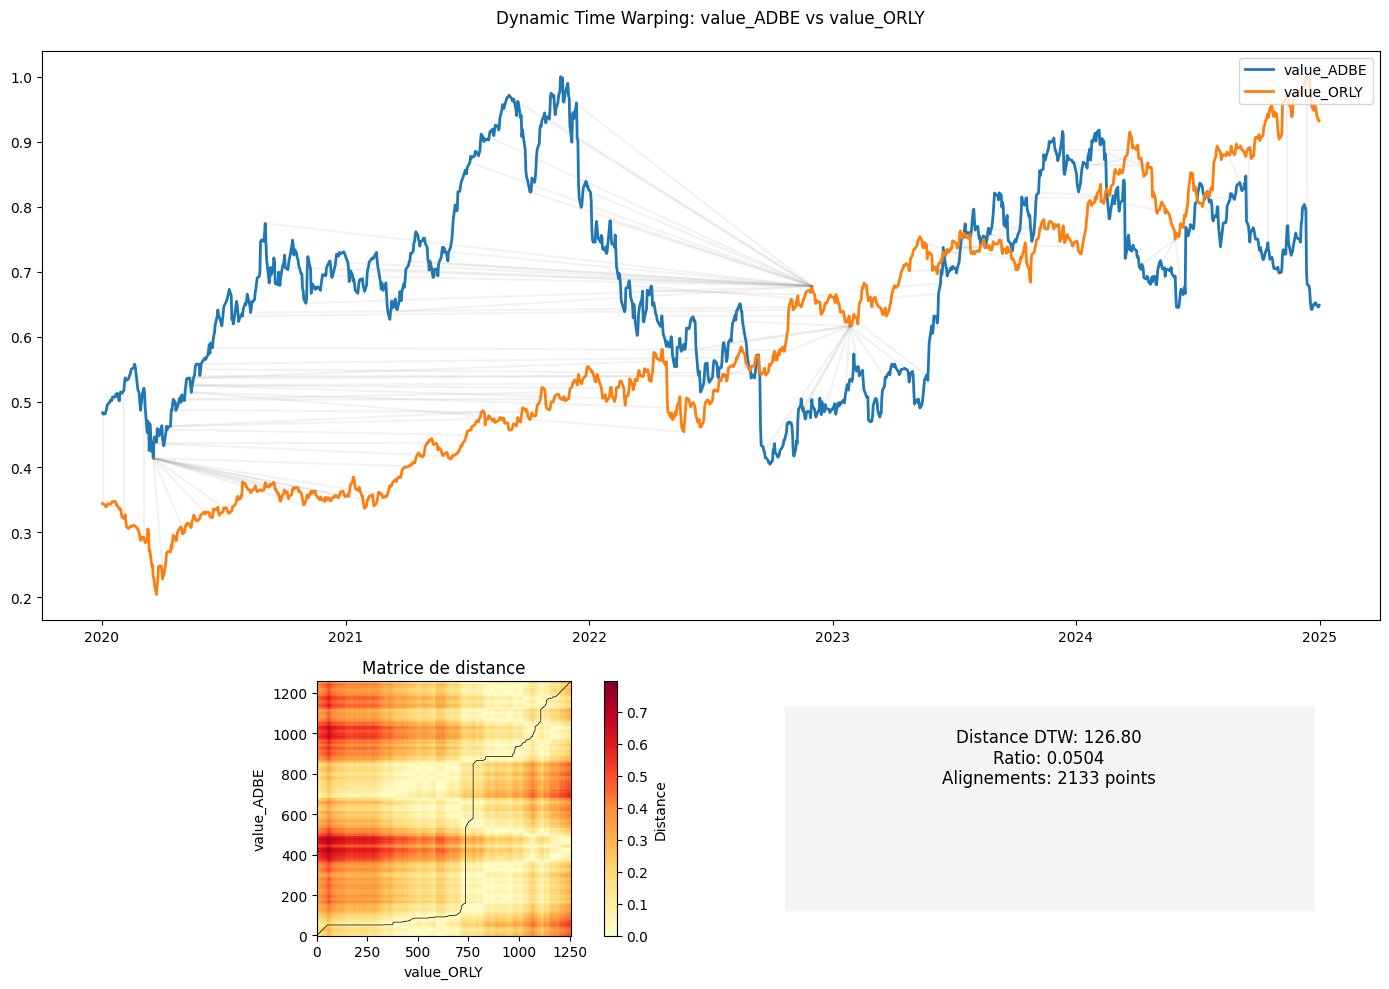 Dynamic Time Warping: value_ADBE vs value_ORLY
value_ADBE
value_ORLY
1.0
0.9
0.8
0.7
0.6
0.5
0.4
0.3
0.2
2020 2021 2022 2023 2024 2025
Matrice de distance
value_ADBE
1200
1000
800
600
400
200
0
0 250 500 750 1000 1250
value_ORLY
0.7
0.6
0.5
0.4
0.3
0.2
0.1
0.0
Distance
Distance DTW: 126.80
Ratio: 0.0504
Alignements: 2133 points